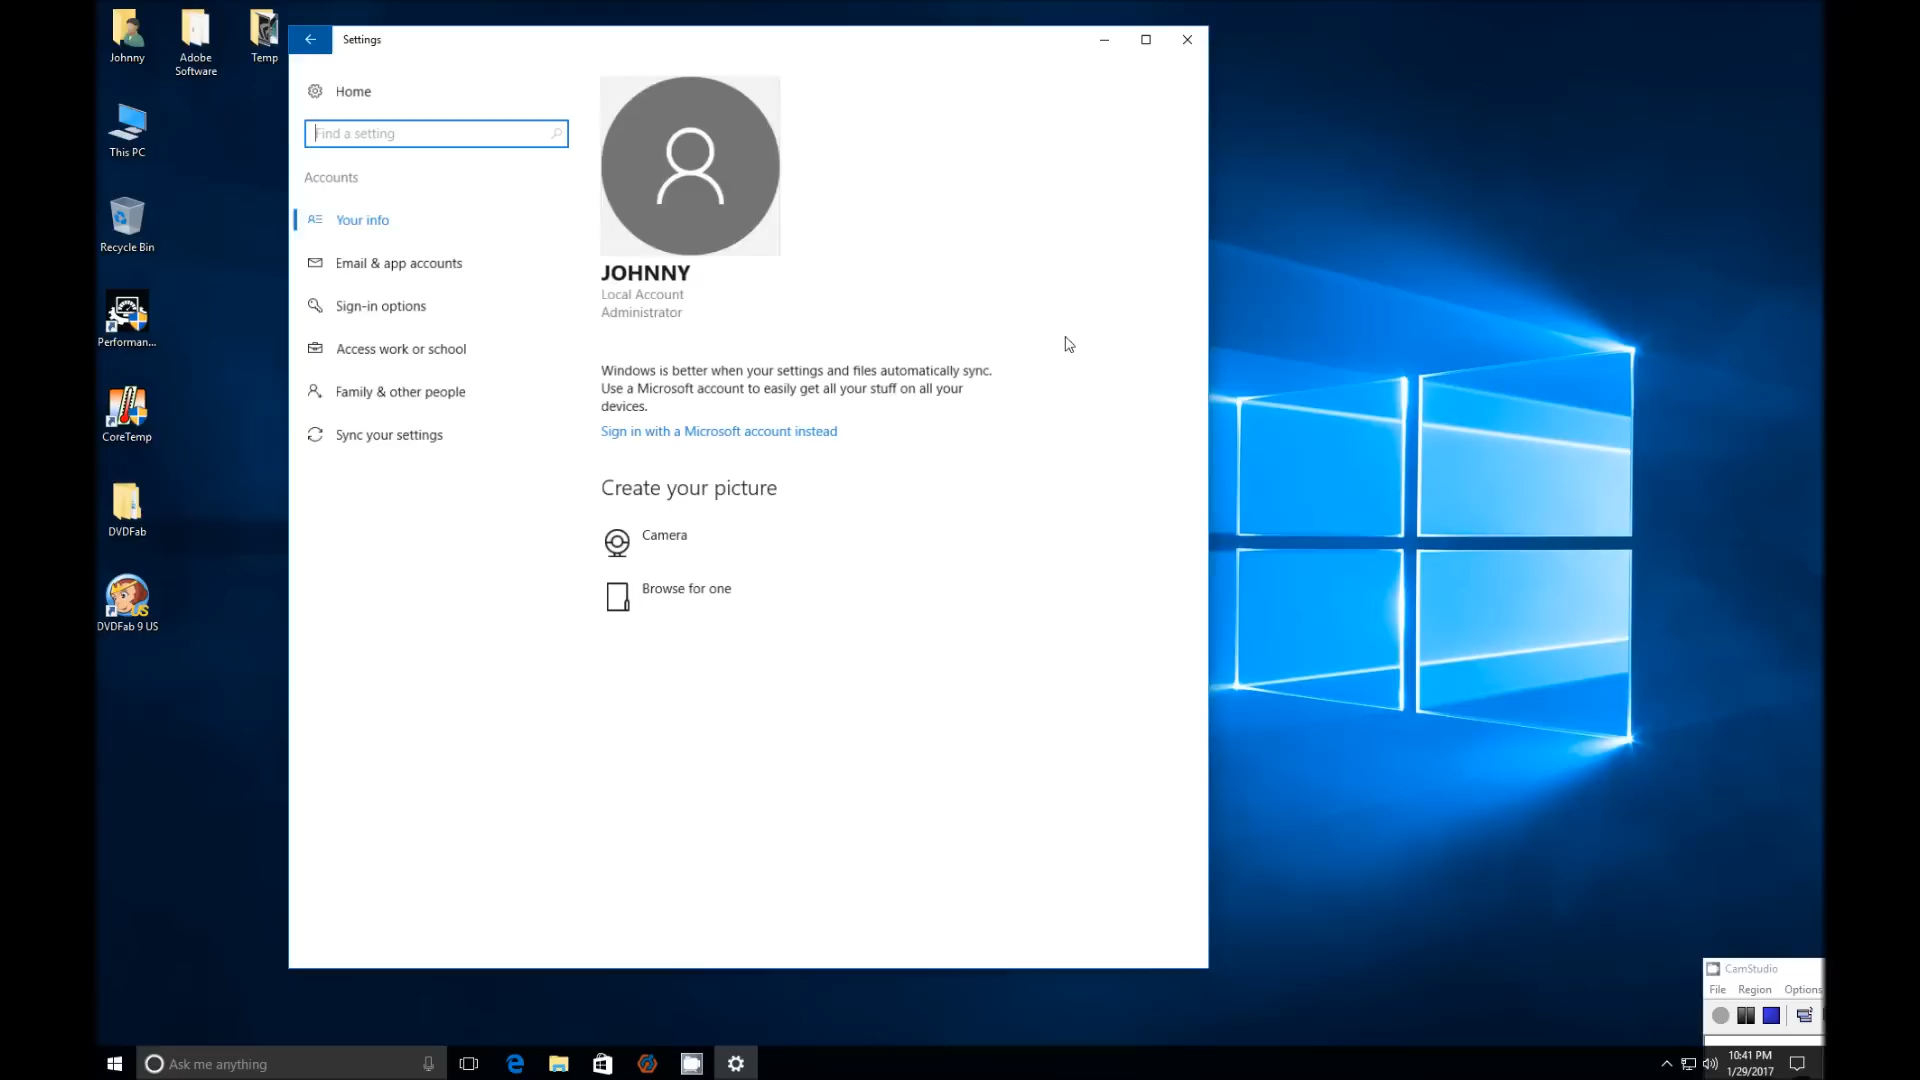 Johnny
Adobe
Software
Temp
This PC
Recycle Bin
Performan...
CoreTemp
DVDFab
DVDFab 9 US
Settings
Home
Find a setting
Accounts
Your info
Email & app accounts
Sign-in options
Access work or school
Family & other people
Sync your settings
JOHNNY
Local Account
Administrator
Windows is better when your settings and files automatically sync.
Use a Microsoft account to easily get all your stuff on all your
devices.
Sign in with a Microsoft account instead
Create your picture
Camera
Browse for one
CamStudio
File Region Options
Ask me anything
10:41 PM
1/29/2017